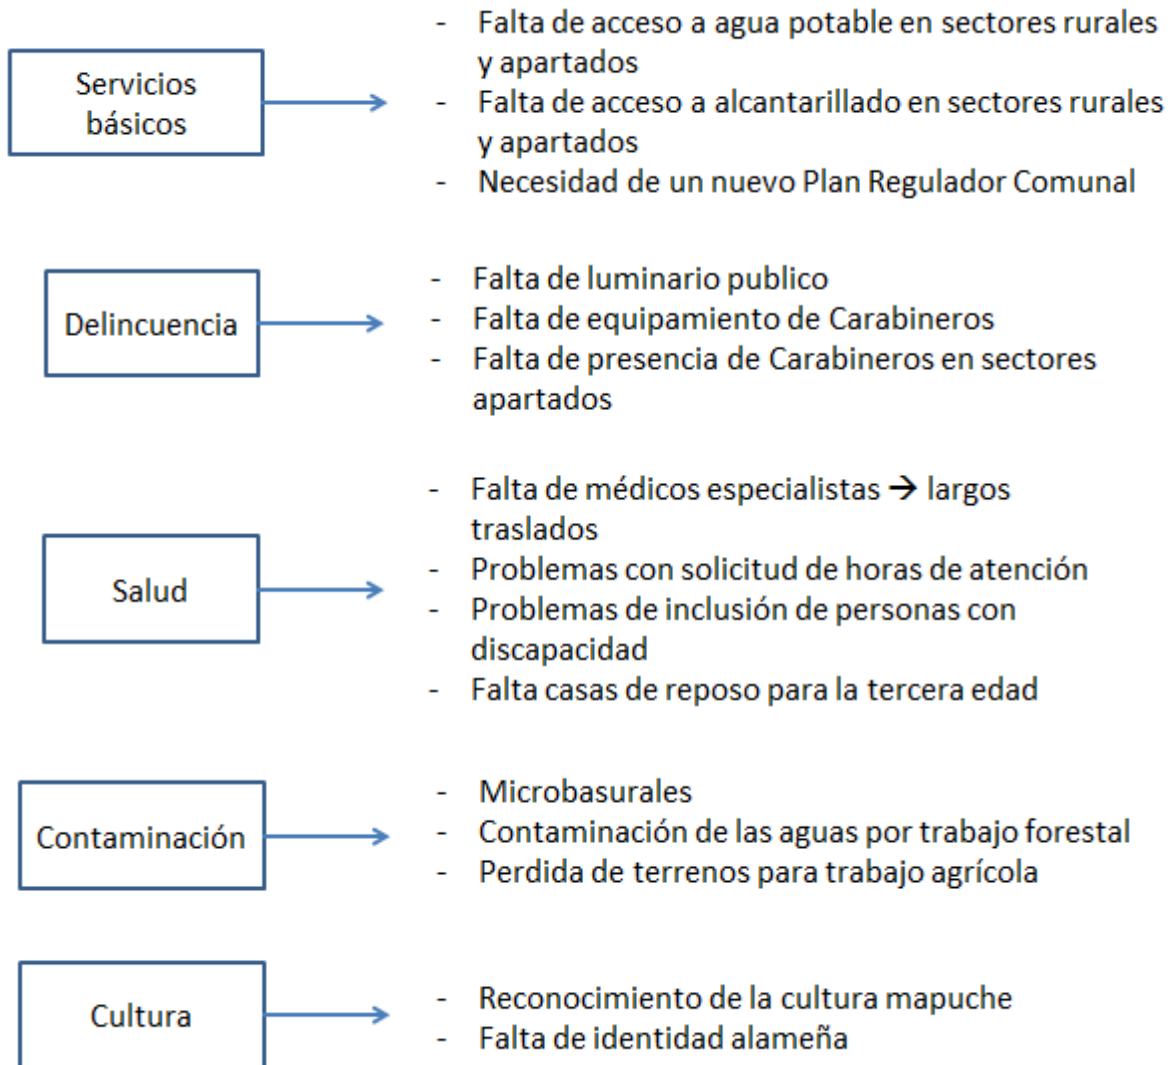 Servicios
básicos
- Falta de acceso a agua potable en sectores rurales
y apartados
- Falta de acceso a alcantarillado en sectores rurales
y apartados
- Necesidad de un nuevo Plan Regulador Comunal
Delincuencia
- Falta de luminario publico
- Falta de equipamiento de Carabineros
- Falta de presencia de Carabineros en sectores
apartados
Salud
- Falta de médicos especialistas → largos
traslados
- Problemas con solicitud de horas de atención
- Problemas de inclusión de personas con
discapacidad
- Falta casas de reposo para la tercera edad
Contaminación
- Microbasurales
- Contaminación de las aguas por trabajo forestal
- Perdida de terrenos para trabajo agrícola
Cultura
- Reconocimiento de la cultura mapuche
- Falta de identidad alameña